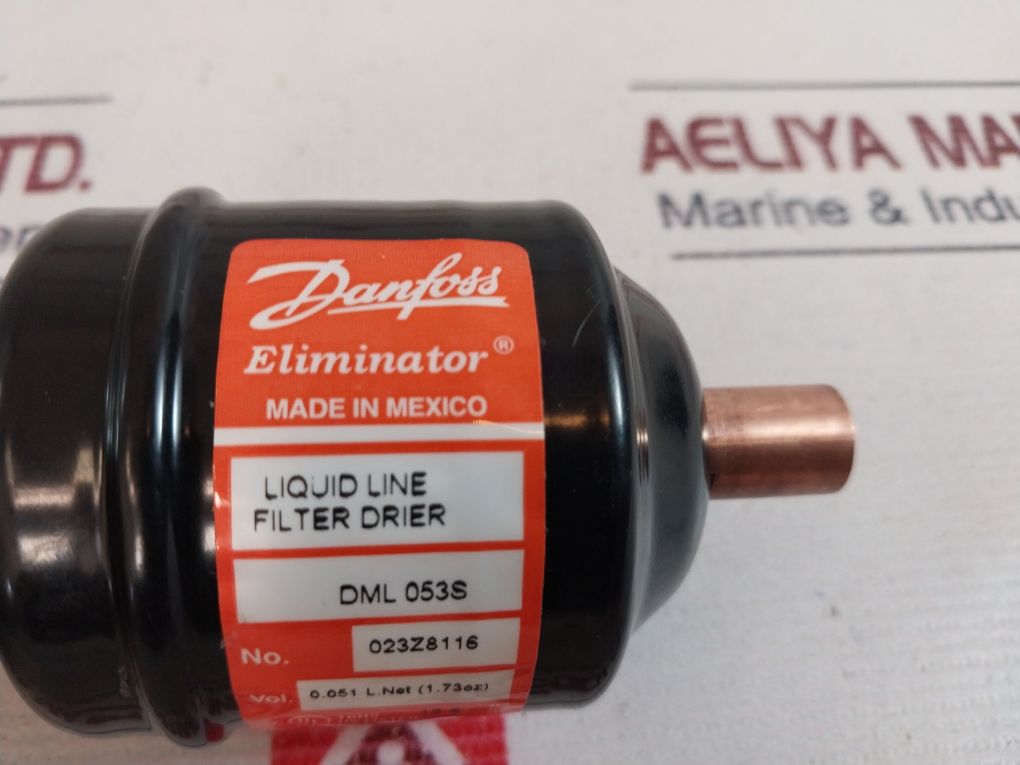 TD.
AELIYA MA
Marine & Indu
Danfoss
Eliminator®
MADE IN MEXICO
LIQUID LINE
FILTER DRIER
DML 053S
No. 023Z8116
Vol. 0.051 L.Net (1.73oz)